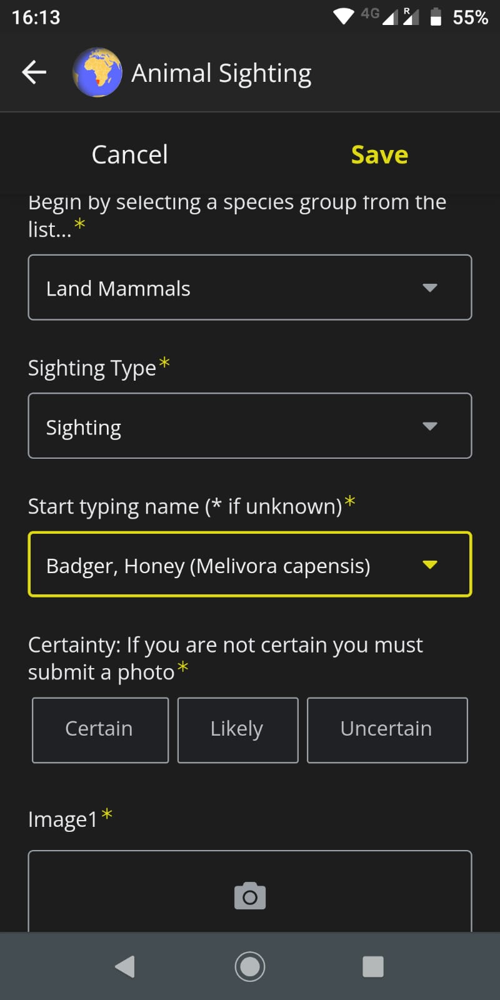 16:13
4G R 55%
Animal Sighting
Cancel Save
Begin by selecting a species group from the
list...*
Land Mammals
Sighting Type*
Sighting
Start typing name (* if unknown)*
Badger, Honey (Melivora capensis)
Certainty: If you are not certain you must
submit a photo*
Certain Likely Uncertain
Image1*